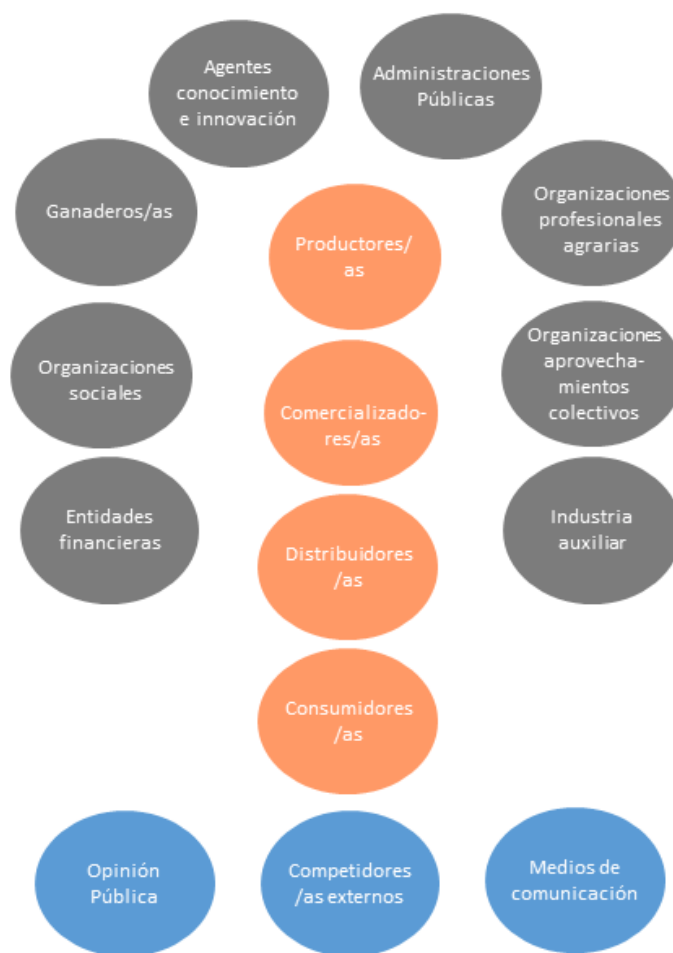 Agentes
conocimiento
e innovación
Administraciones
Públicas
Ganaderos/as
Productores/
as
Organizaciones
profesionales
agrarias
Organizaciones
sociales
Comercializado-
res/as
Organizaciones
aprovecha-
mientos
colectivos
Entidades
financieras
Distribuidores
/as
Industria
auxiliar
Consumidores
/as
Opinión
Pública
Competidores
/as externos
Medios de
comunicación